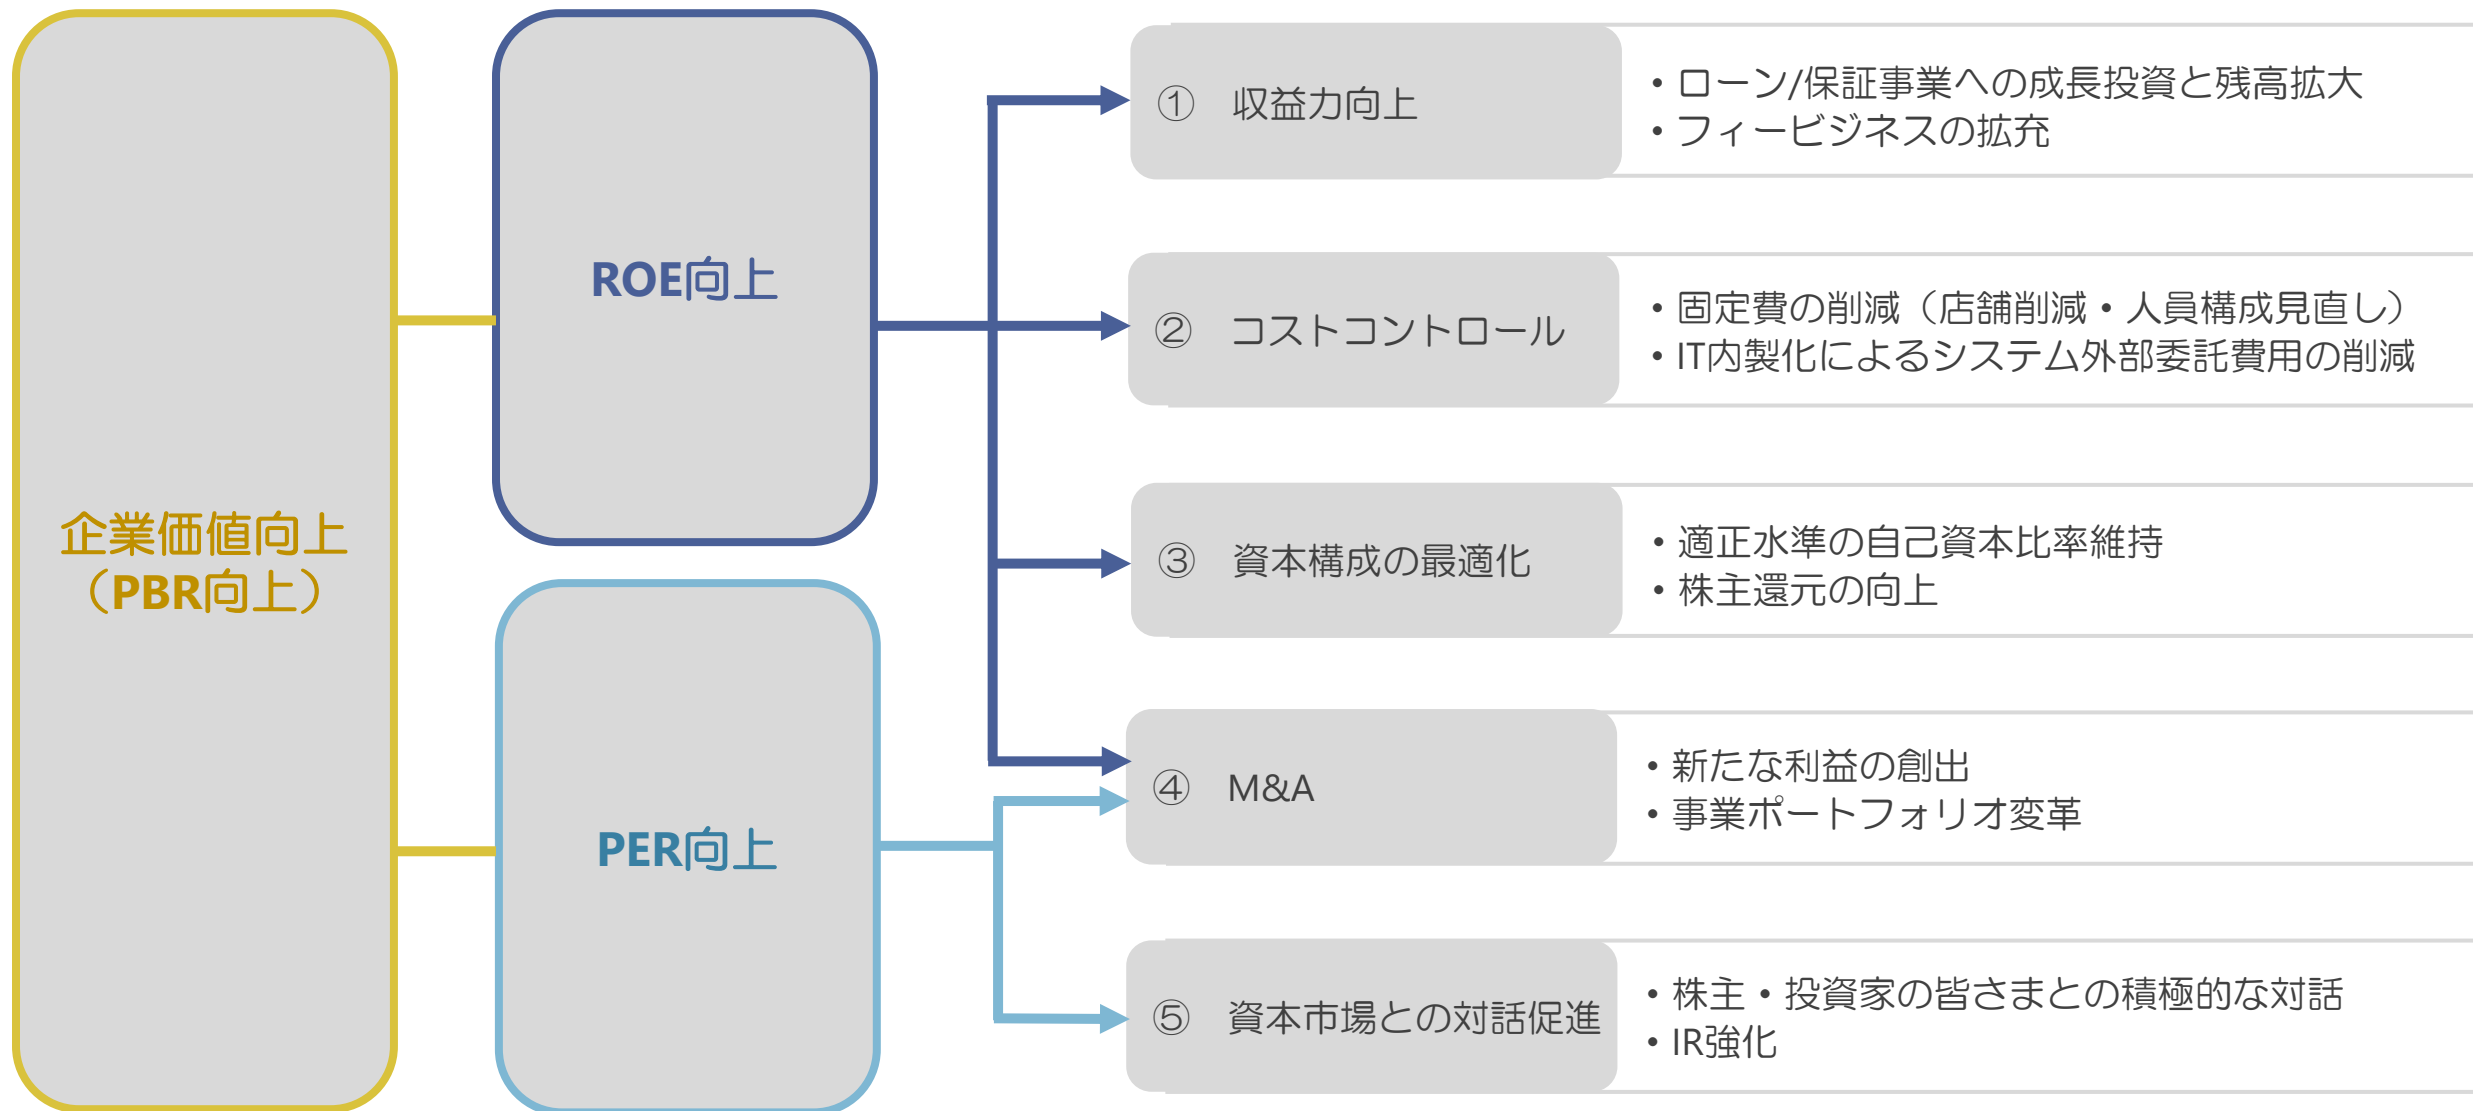 企業価値向上
（PBR向上）
ROE向上
PER向上
① 収益力向上
・ローン/保証事業への成長投資と残高拡大
・フィービジネスの拡充
② コストコントロール
・固定費の削減（店舗削減・人員構成見直し）
・IT内製化によるシステム外部委託費用の削減
③ 資本構成の最適化
・適正水準の自己資本比率維持
・株主還元の向上
④ M&A
・新たな利益の創出
・事業ポートフォリオ変革
⑤ 資本市場との対話促進
・株主・投資家の皆さまとの積極的な対話
・IR強化